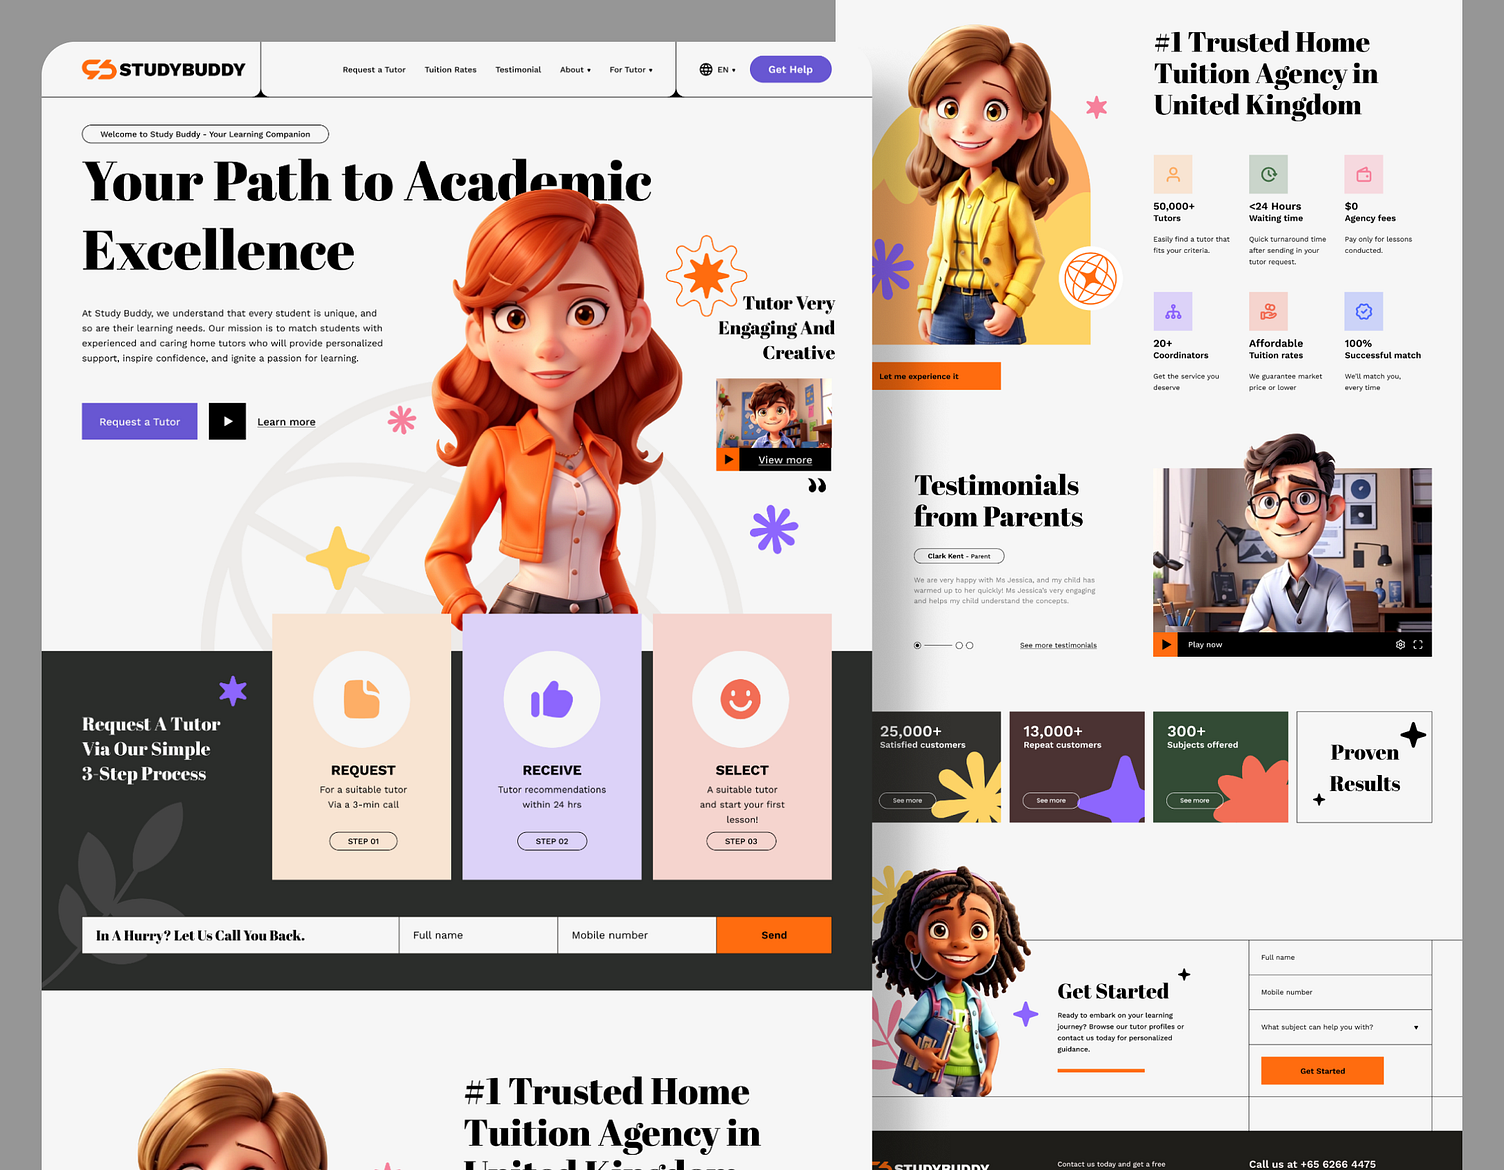 STUDYBUDDY
Request a Tutor
Tuition Rates
Testimonial
About
For Tutor
EN
Get Help
Welcome to Study Buddy - Your Learning Companion
Your Path to Academic
Excellence
At Study Buddy, we understand that every student is unique, and
so are their learning needs. Our mission is to match students with
experienced and caring home tutors who will provide personalized
support, inspire confidence, and ignite a passion for learning.
Request a Tutor
Learn more
Tutor Very
Engaging And
Creative
View more
”
Request A Tutor
Via Our Simple
3-Step Process
REQUEST
For a suitable tutor
Via a 3-min call
STEP 01
RECEIVE
Tutor recommendations
within 24 hrs
STEP 02
SELECT
A suitable tutor
and start your first
lesson!
STEP 03
In A Hurry? Let Us Call You Back.
Full name
Mobile number
Send
#1 Trusted Home
Tuition Agency in
United Kingdom
#1 Trusted Home
Tuition Agency in
United Kingdom
50,000+
Tutors
Easily find a tutor that
fits your criteria.
<24 Hours
Waiting time
Quick turnaround time
after sending in your
tutor request.
$0
Agency fees
Pay only for lessons
conducted.
20+
Coordinators
Get the service you
deserve
Affordable
Tuition rates
We guarantee market
price or lower
100%
Successful match
We'll match you,
every time
Let me experience it
Testimonials
from Parents
Clark Kent - Parent
We are very happy with Ms Jessica, and my child has
warmed up to her quickly! Ms Jessica's very engaging
and helps my child understand the concepts.
See more testimonials
Play now
25,000+
Satisfied customers
See more
13,000+
Repeat customers
See more
300+
Subjects offered
See more
Proven
Results
Get Started
Ready to embark on your learning
journey? Browse our tutor profiles or
contact us today for personalized
guidance.
Full name
Mobile number
What subject can help you with?
Get Started
STUDYBUDDY
Contact us today and get a free
Call us at +65 6266 4475